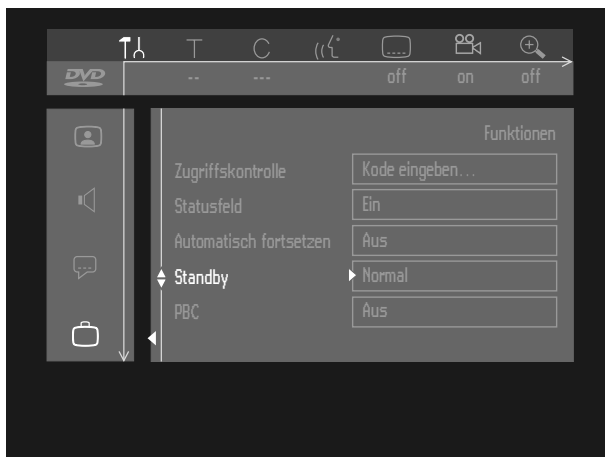 T C
DVD -- --- off on off
Funktionen
Zugriffskontrolle Kode eingeben...
Statusfeld Ein
Automatisch fortsetzen Aus
Standby Normal
PBC Aus